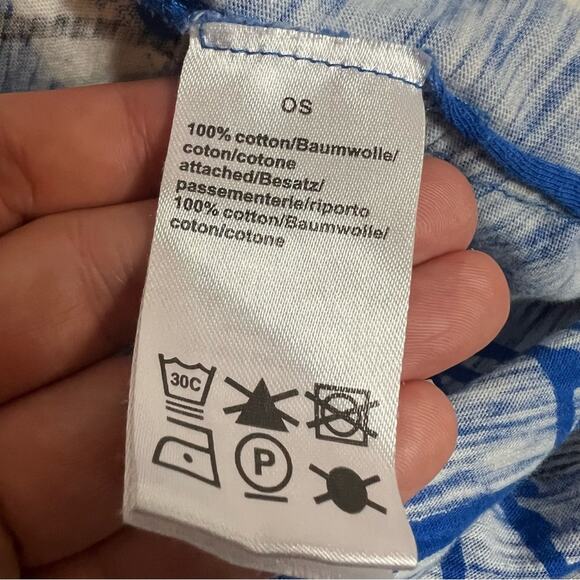 OS
100% cotton/Baumwolle/
coton/cotone
attached/Besatz/
passementerie/riporto
100% cotton/Baumwolle/
coton/cotone
30C
P